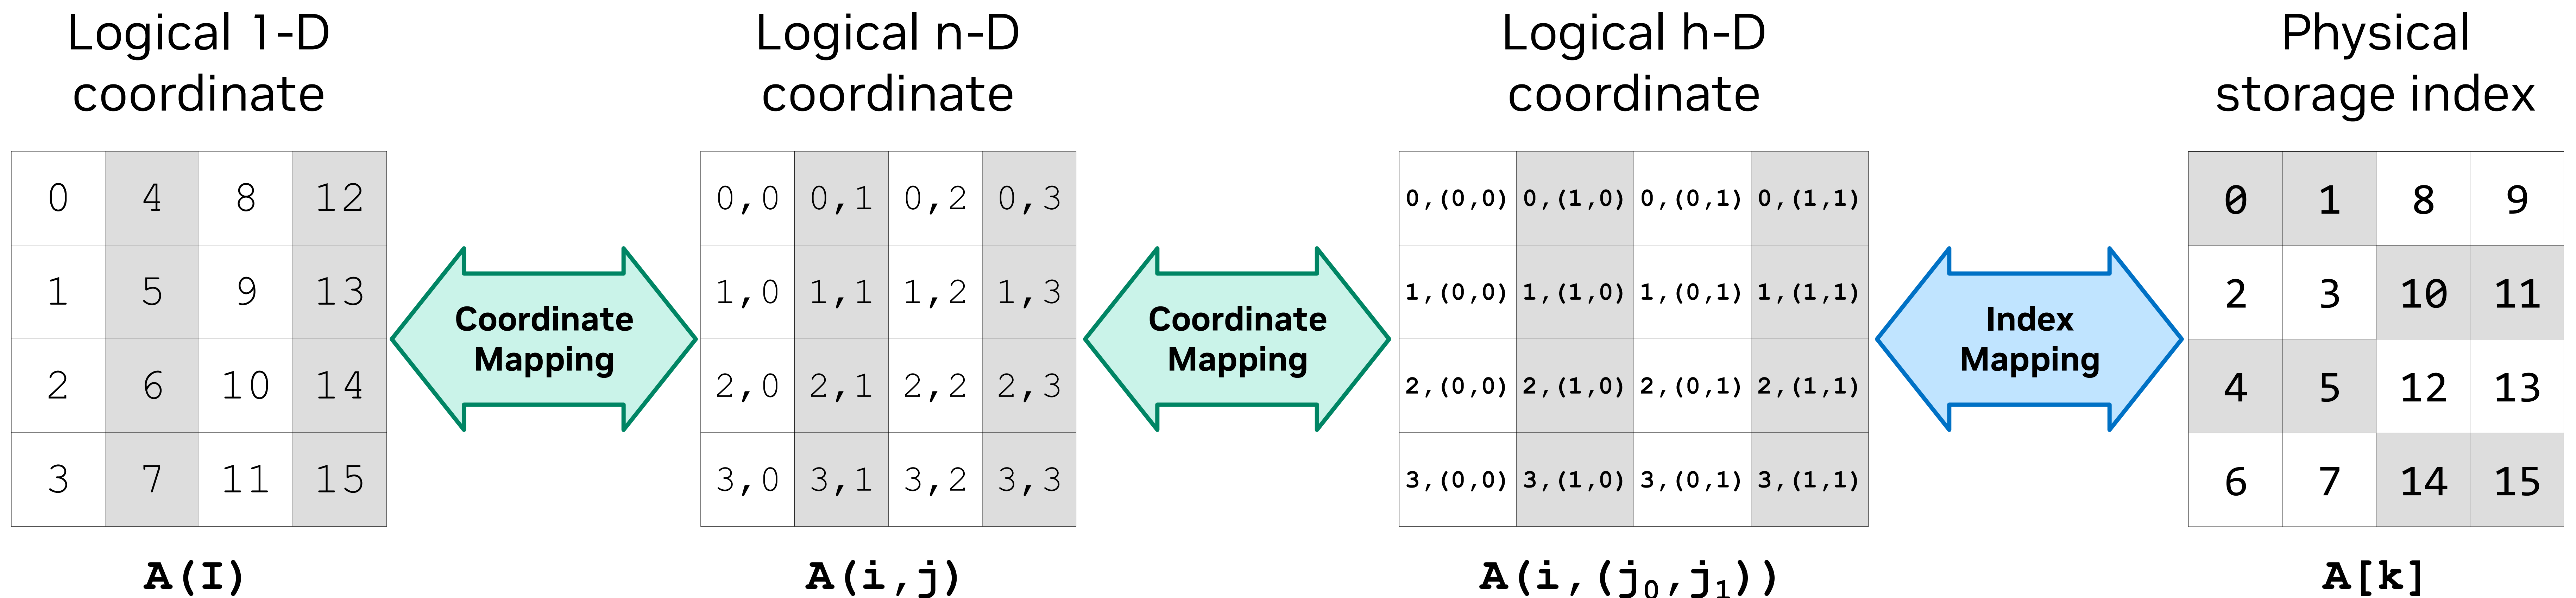 Logical 1-D
coordinate
0 4 8 12
1 5 9 13
2 6 10 14
3 7 11 15
A(I)
Coordinate
Mapping
Logical n-D
coordinate
0,0 0,1 0,2 0,3
1,0 1,1 1,2 1,3
2,0 2,1 2,2 2,3
3,0 3,1 3,2 3,3
A(i,j)
Coordinate
Mapping
Logical h-D
coordinate
0,(0,0) 0,(1,0) 0,(0,1) 0,(1,1)
1,(0,0) 1,(1,0) 1,(0,1) 1,(1,1)
2,(0,0) 2,(1,0) 2,(0,1) 2,(1,1)
3,(0,0) 3,(1,0) 3,(0,1) 3,(1,1)
A(i,(j₀,j₁))
Index
Mapping
Physical
storage index
0 1 8 9
2 3 10 11
4 5 12 13
6 7 14 15
A[k]